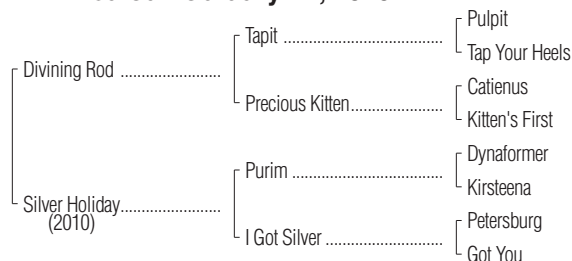 Pulpit
Tapit ............................................
Tap Your Heels
Divining Rod ............................
Catienus
Precious Kitten.........................
Kitten's First
Dynaformer
Purim ............................................
Kirsteena
Silver Holiday............................
(2010)
Petersburg
I Got Silver ................................
Got You